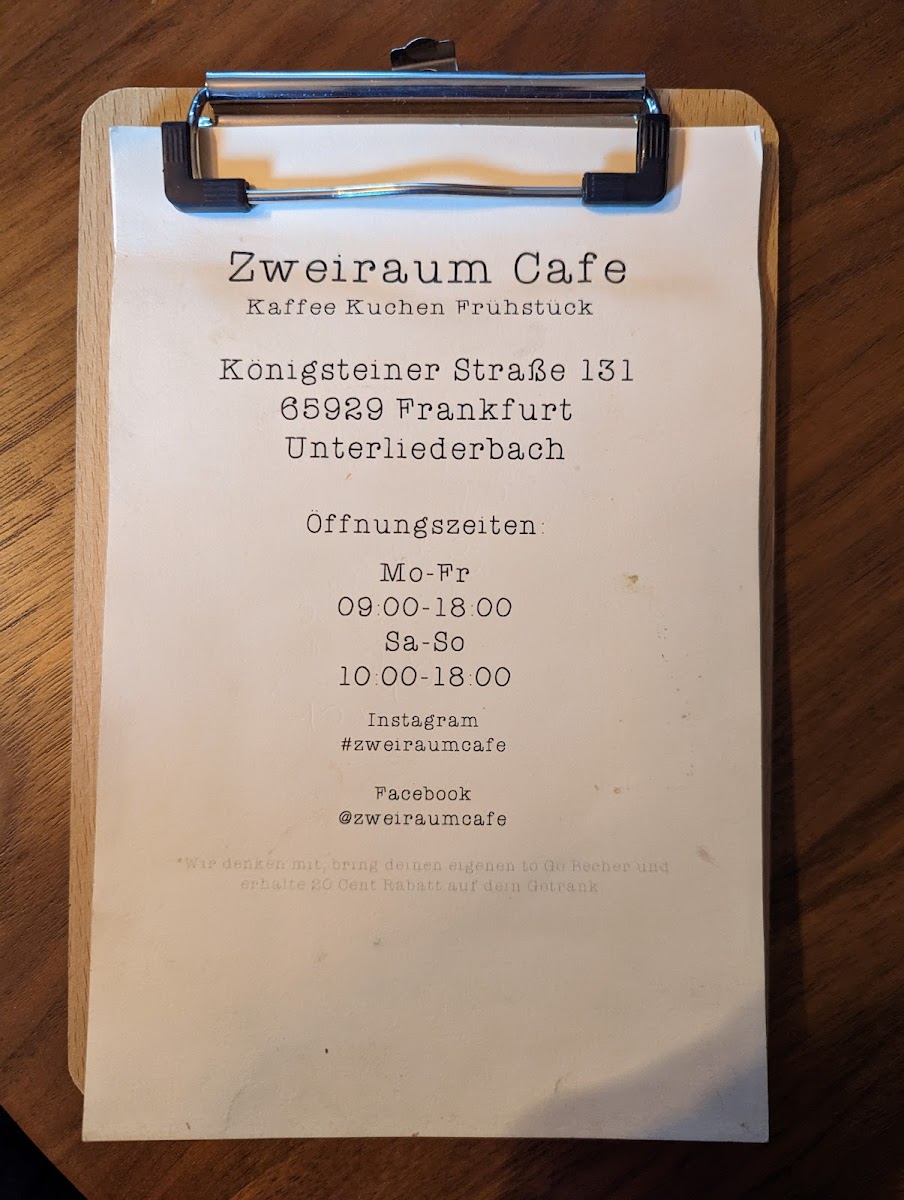 Zweiraum Cafe
Kaffee Kuchen Frühstück
Königsteiner Straße 131
65929 Frankfurt
Unterliederbach
Öffnungszeiten:
Mo-Fr
09:00-18:00
Sa-So
10:00-18:00
Instagram
#zweiraumcafe
Facebook
@zweiraumcafe
*Wir denken mit, bring deinen eigenen to Go Becher und
erhalte 20 Cent Rabatt auf dein Getränk